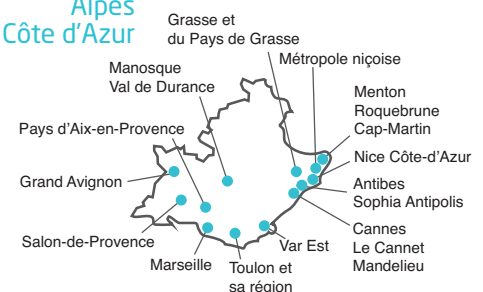 Alpes
Côte d'Azur
Grasse et
du Pays de Grasse
Métropole niçoise
Manosque
Val de Durance
Menton
Roquebrune
Cap-Martin
Pays d'Aix-en-Provence
Nice Côte-d'Azur
Grand Avignon
Antibes
Sophia Antipolis
Cannes
Le Cannet
Mandelieu
Salon-de-Provence
Var Est
Marseille
Toulon et
sa région